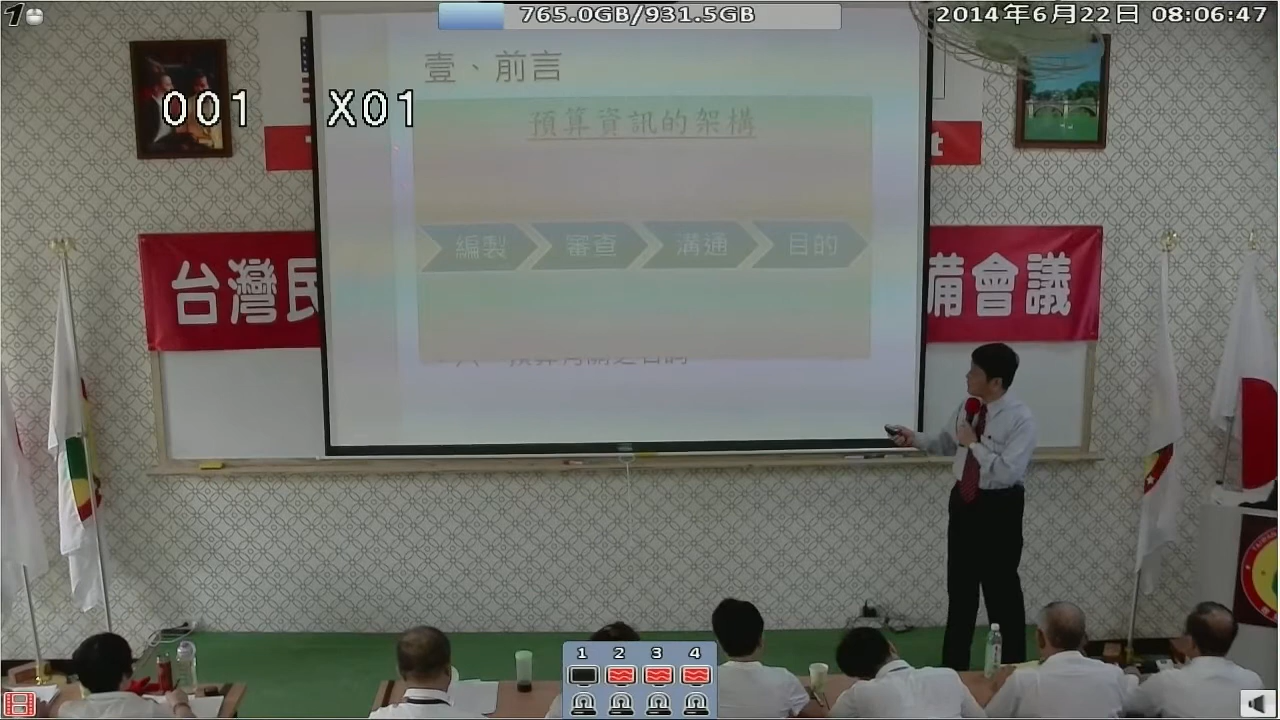 1
765.0GB/931.5GB
2014年6月22日 08:06:47
壹、前言
001 X01
預算資訊的架構
t
編製 審查 溝通 目的
台灣民
備會議
1 2 3 4